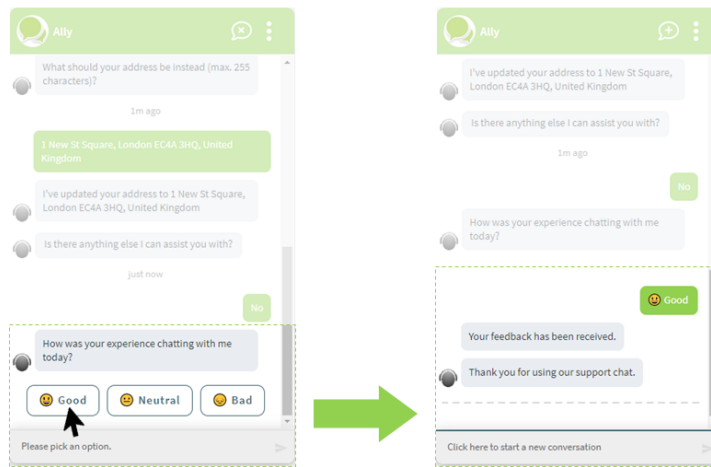 Ally
What should your address be instead (max. 255
characters)?
1m ago
1 New St Square, London EC4A 3HQ, United
Kingdom
I've updated your address to 1 New St Square,
London EC4A 3HQ, United Kingdom
Is there anything else I can assist you with?
just now
No
How was your experience chatting with me
today?
Good
Neutral
Bad
Please pick an option.
Ally
I've updated your address to 1 New St Square,
London EC4A 3HQ, United Kingdom
Is there anything else I can assist you with?
1m ago
No
How was your experience chatting with me
today?
Good
Your feedback has been received.
Thank you for using our support chat.
Click here to start a new conversation